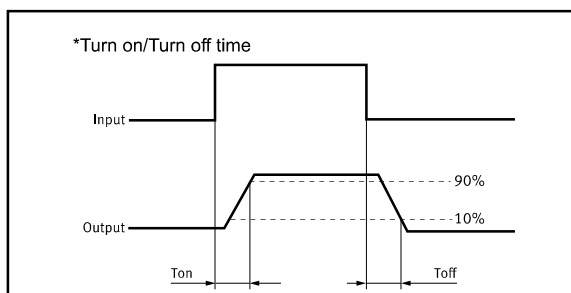 *Turn on/Turn off time
Input
90%
10%
Output
Ton
Toff